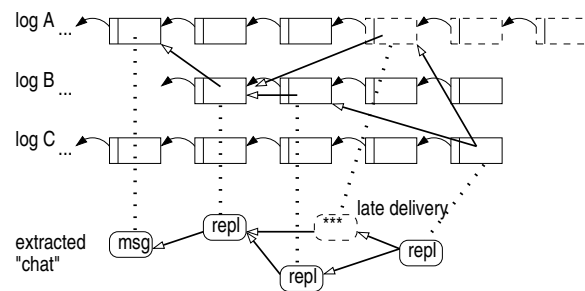 log A ...
log B ...
log C ...
late delivery
***
repl
msg
repl
extracted
"chat"
repl